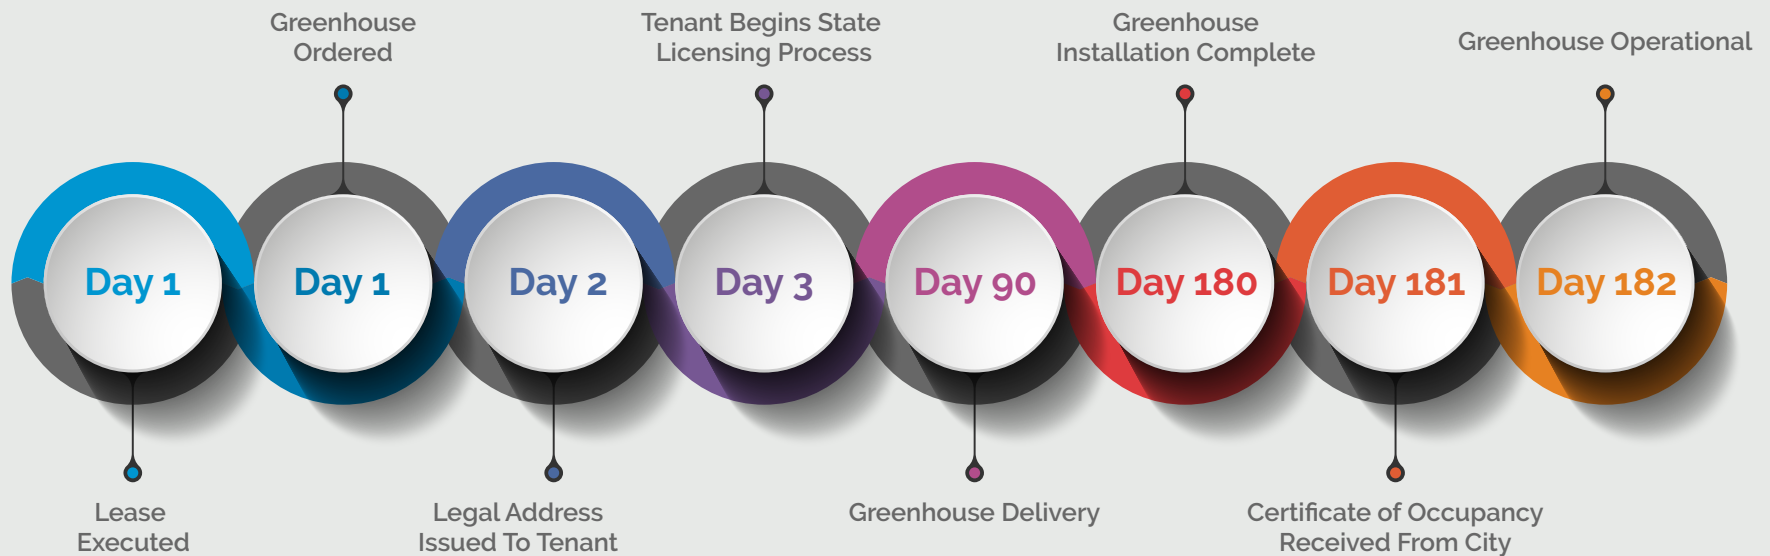 Greenhouse
Ordered
Tenant Begins State
Licensing Process
Greenhouse
Installation Complete
Greenhouse Operational
Day 1
Day 1
Day 2
Day 3
Day 90
Day 180
Day 181
Day 182
Lease
Executed
Legal Address
Issued To Tenant
Greenhouse Delivery
Certificate of Occupancy
Received From City